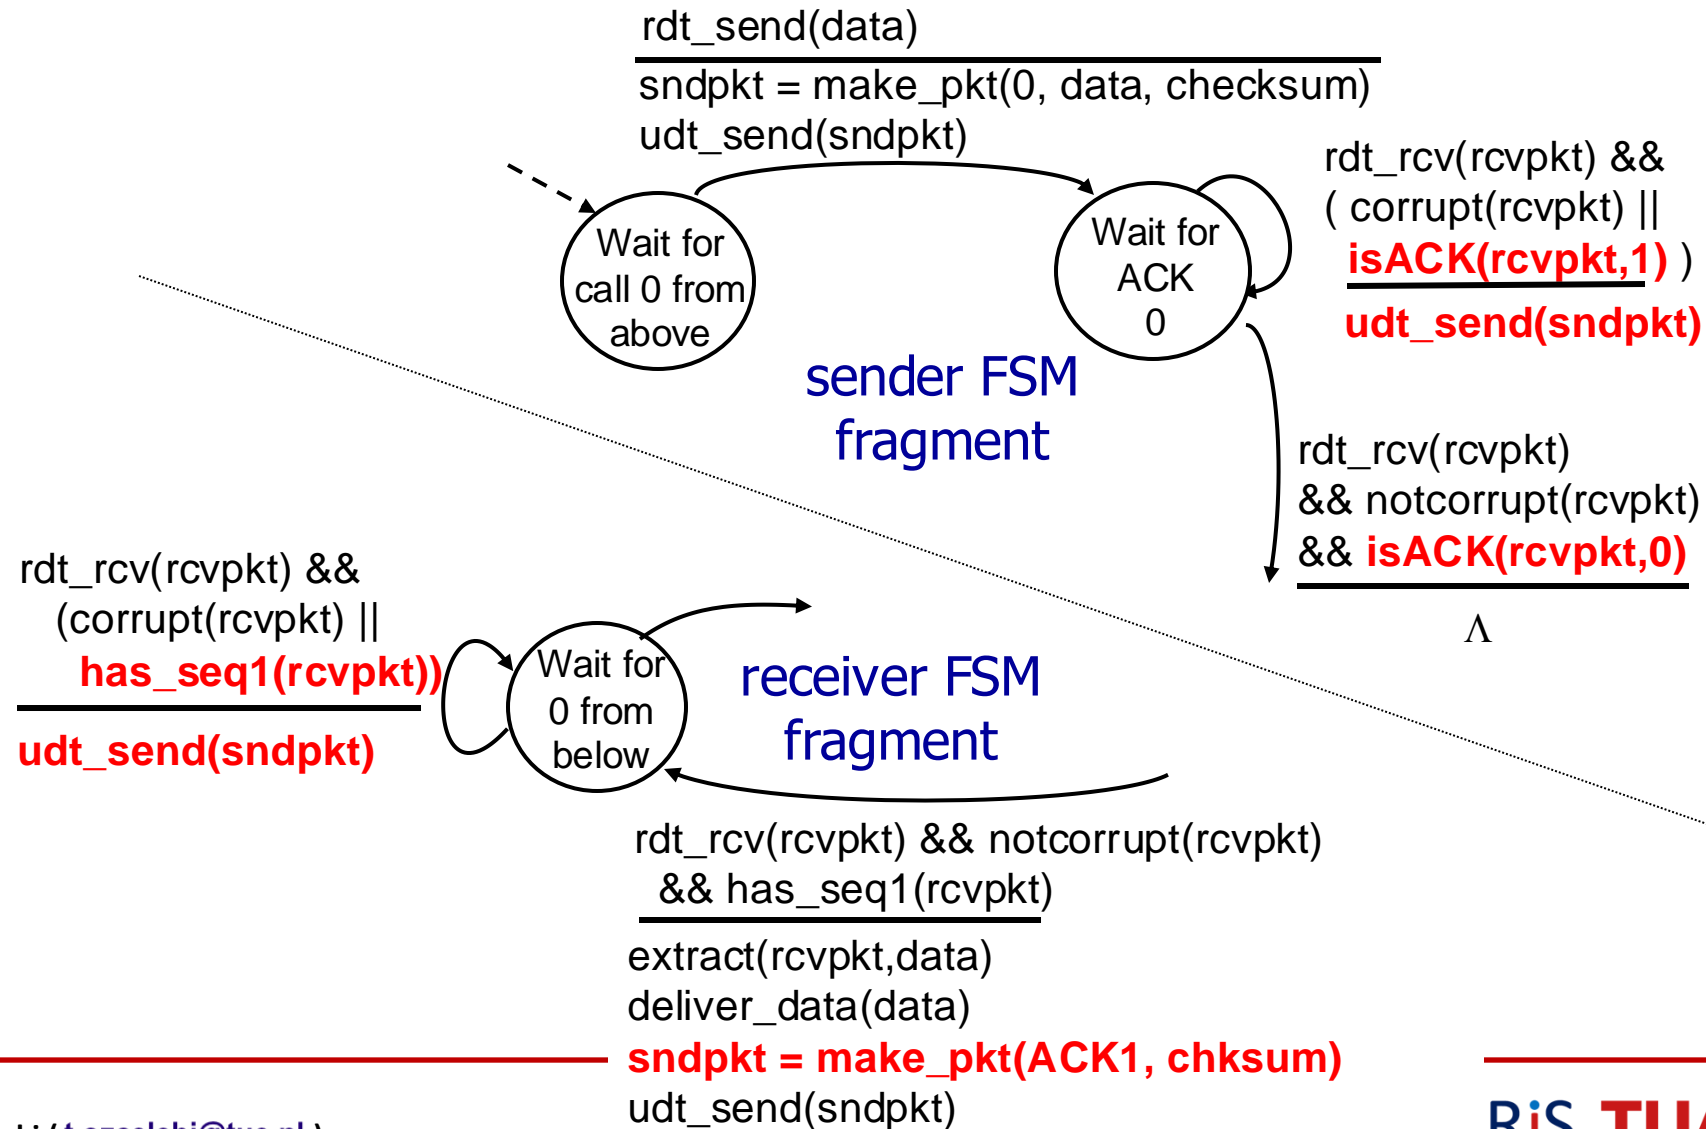 rdt_send(data)
sndpkt = make_pkt(0, data, checksum)
udt_send(sndpkt)
rdt_rcv(rcvpkt) &&
( corrupt(rcvpkt) ||
isACK(rcvpkt,1) )
udt_send(sndpkt)
Wait for
call 0 from
above
Wait for
ACK
0
sender FSM
fragment
rdt_rcv(rcvpkt)
&& notcorrupt(rcvpkt)
&& isACK(rcvpkt,0)
Λ
rdt_rcv(rcvpkt) &&
(corrupt(rcvpkt) ||
has_seq1(rcvpkt))
udt_send(sndpkt)
Wait for
0 from
below
receiver FSM
fragment
rdt_rcv(rcvpkt) && notcorrupt(rcvpkt)
&& has_seq1(rcvpkt)
extract(rcvpkt,data)
deliver_data(data)
sndpkt = make_pkt(ACK1, chksum)
udt_send(sndpkt)